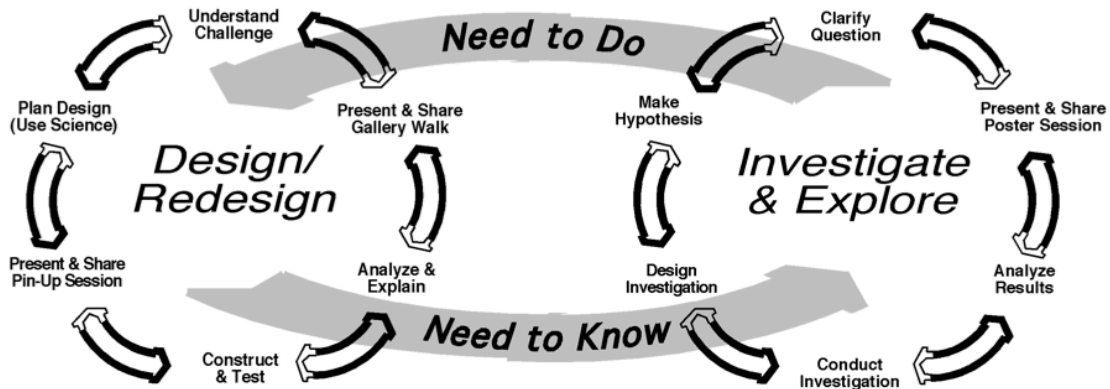 Understand
Challenge
Need to Do
Clarify
Question
Plan Design
(Use Science)
Present & Share
Gallery Walk
Make
Hypothesis
Present & Share
Poster Session
Design/
Redesign
Investigate
& Explore
Present & Share
Pin-Up Session
Analyze &
Explain
Design
Investigation
Analyze
Results
Need to Know
Construct
& Test
Conduct
Investigation